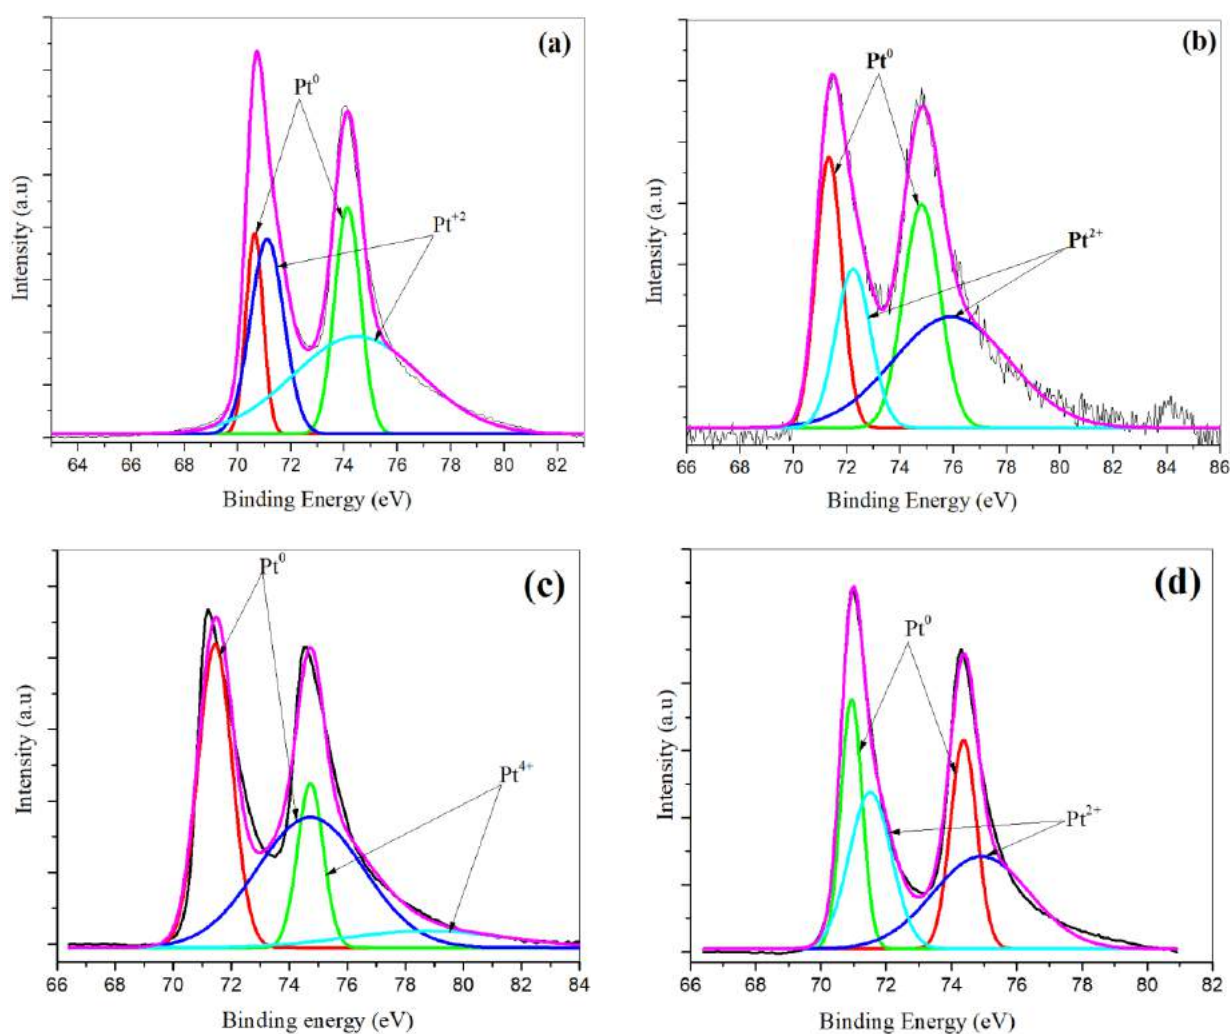 (a)
Pt⁰
Pt⁺²
Intensity (a.u)
64 66 68 70 72 74 76 78 80 82
Binding Energy (eV)
(b)
Pt⁰
Pt²⁺
Intensity (a.u)
66 68 70 72 74 76 78 80 82 84 86
Binding Energy (eV)
(c)
Pt⁰
Pt⁴⁺
Intensity (a.u)
66 68 70 72 74 76 78 80 82 84
Binding energy (eV)
(d)
Pt⁰
Pt²⁺
Intensity (a.u)
66 68 70 72 74 76 78 80 82 84
Binding Energy (eV)